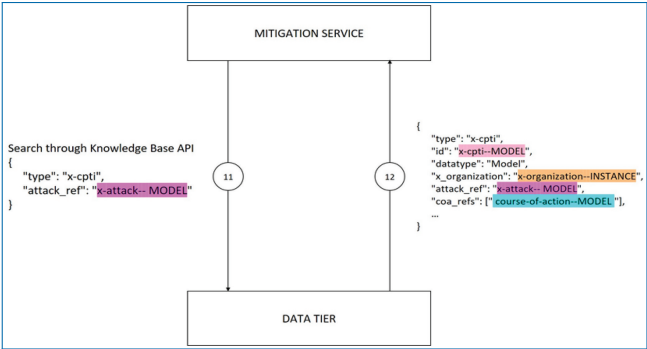 MITIGATION SERVICE
Search through Knowledge Base API
{
"type": "x-cpti",
"attack_ref": "x-attack-- MODEL"
}
11
12
{
"type": "x-cpti",
"id": "x-cpti--MODEL",
"datatype": "Model",
"x_organization": "x-organization--INSTANCE",
"attack_ref": "x-attack-- MODEL",
"coa_refs": [" course-of-action--MODEL "],
...
}
DATA TIER